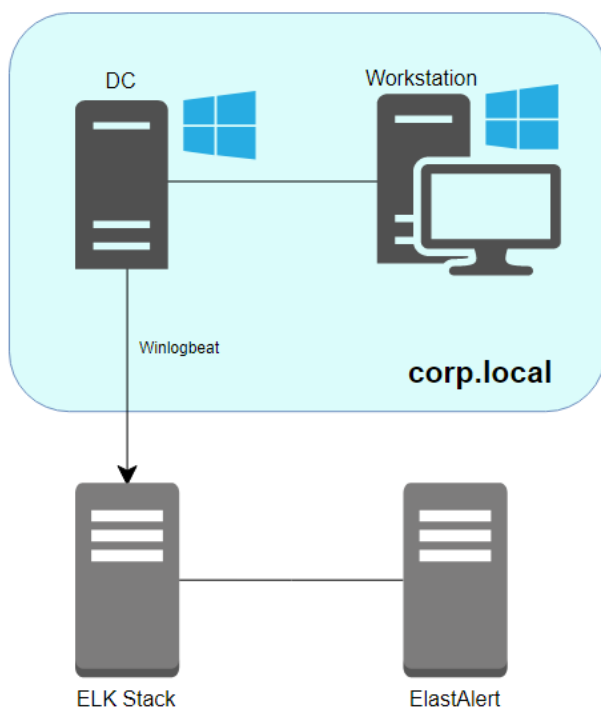 DC
Workstation
Winlogbeat
corp.local
ELK Stack
ElastAlert